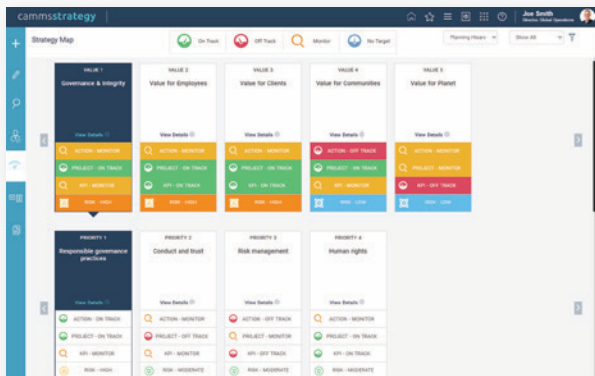 cammsstrategy
Joe Smith
Director, Global Operations
Strategy Map
On Track
Off Track
Monitor
No Target
Planning Hours
Show All
VALUE 1
Governance & Integrity
View Details
ACTION - MONITOR
PROJECT - ON TRACK
KPI - MONITOR
RISK - HIGH
VALUE 2
Value for Employees
View Details
ACTION - MONITOR
PROJECT - ON TRACK
KPI - ON TRACK
RISK - HIGH
VALUE 3
Value for Clients
View Details
ACTION - MONITOR
PROJECT - ON TRACK
KPI - ON TRACK
RISK - HIGH
VALUE 4
Value for Communities
View Details
ACTION - OFF TRACK
PROJECT - ON TRACK
KPI - MONITOR
RISK - LOW
VALUE 5
Value for Planet
View Details
ACTION - MONITOR
PROJECT - MONITOR
KPI - OFF TRACK
RISK - LOW
PRIORITY 1
Responsible governance
practices
View Details
ACTION - ON TRACK
PROJECT - ON TRACK
KPI - MONITOR
RISK - HIGH
PRIORITY 2
Conduct and trust
View Details
ACTION - MONITOR
PROJECT - OFF TRACK
KPI - MONITOR
RISK - MODERATE
PRIORITY 3
Risk management
View Details
ACTION - OFF TRACK
PROJECT - MONITOR
KPI - OFF TRACK
RISK - MODERATE
PRIORITY 4
Human rights
View Details
ACTION - MONITOR
PROJECT - ON TRACK
KPI - ON TRACK
RISK - MODERATE